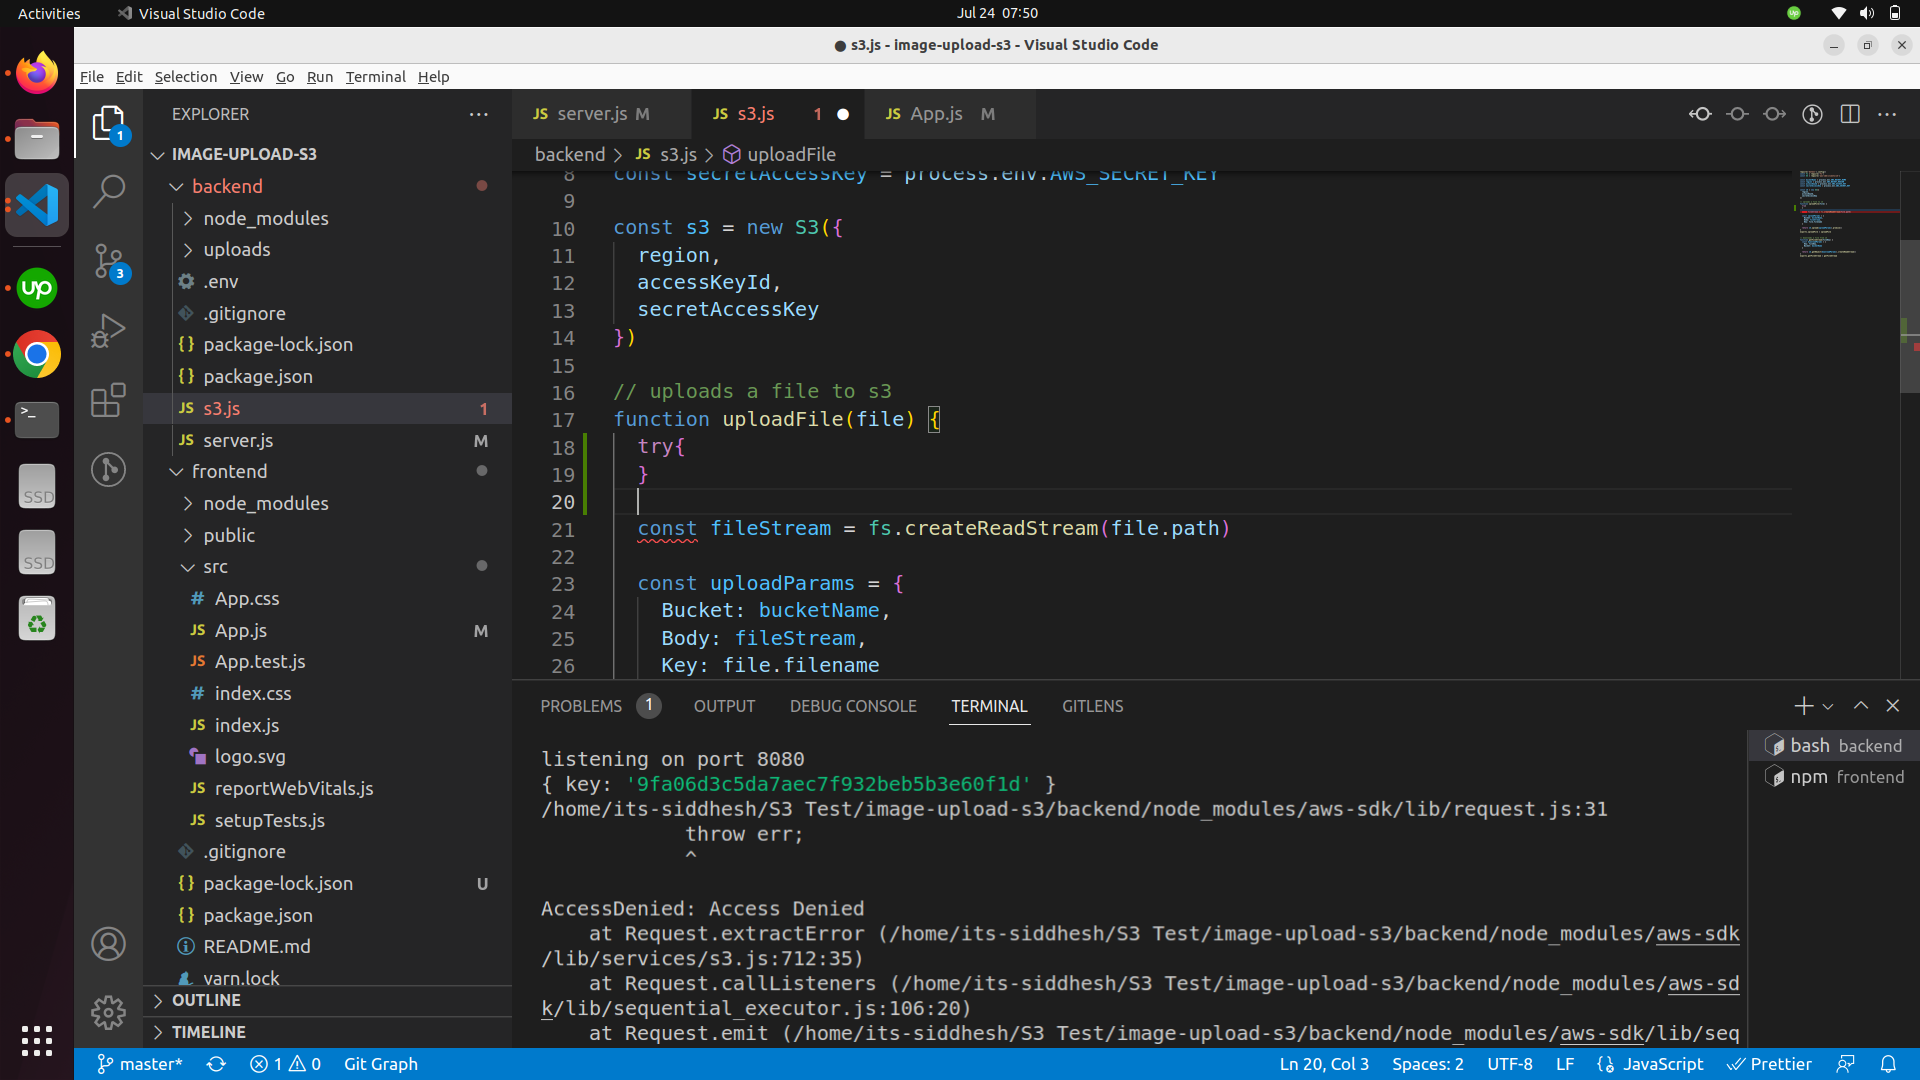 Activities
Visual Studio Code
Jul 24 07:50
● s3.js - image-upload-s3 - Visual Studio Code
File Edit Selection View Go Run Terminal Help
EXPLORER
1
3
IMAGE-UPLOAD-S3
backend
node_modules
uploads
.env
.gitignore
package-lock.json
package.json
JS s3.js 1
JS server.js M
frontend
node_modules
public
src
# App.css
JS App.js M
JS App.test.js
# index.css
JS index.js
logo.svg
JS reportWebVitals.js
JS setupTests.js
.gitignore
package-lock.json U
package.json
README.md
yarn.lock
OUTLINE
TIMELINE
up
SSD
SSD
JS server.js M
JS s3.js 1
JS App.js M
backend > JS s3.js > uploadFile
8 const secretAccessKey = process.env.AWS_SECRET_KEY
9
10 const s3 = new S3({
11 region,
12 accessKeyId,
13 secretAccessKey
14 })
15
16 // uploads a file to s3
17 function uploadFile(file) {
18 try{
19 }
20
21 const fileStream = fs.createReadStream(file.path)
22
23 const uploadParams = {
24 Bucket: bucketName,
25 Body: fileStream,
26 Key: file.filename
PROBLEMS 1 OUTPUT DEBUG CONSOLE TERMINAL GITLENS
listening on port 8080
{ key: '9fa06d3c5da7aec7f932beb5b3e60f1d' }
/home/its-siddhesh/S3 Test/image-upload-s3/backend/node_modules/aws-sdk/lib/request.js:31
throw err;
^
AccessDenied: Access Denied
at Request.extractError (/home/its-siddhesh/S3 Test/image-upload-s3/backend/node_modules/aws-sdk
/lib/services/s3.js:712:35)
at Request.callListeners (/home/its-siddhesh/S3 Test/image-upload-s3/backend/node_modules/aws-sd
k/lib/sequential_executor.js:106:20)
at Request.emit (/home/its-siddhesh/S3 Test/image-upload-s3/backend/node_modules/aws-sdk/lib/seq
bash backend
npm frontend
master* 1 0 Git Graph
Ln 20, Col 3 Spaces: 2 UTF-8 LF JavaScript Prettier